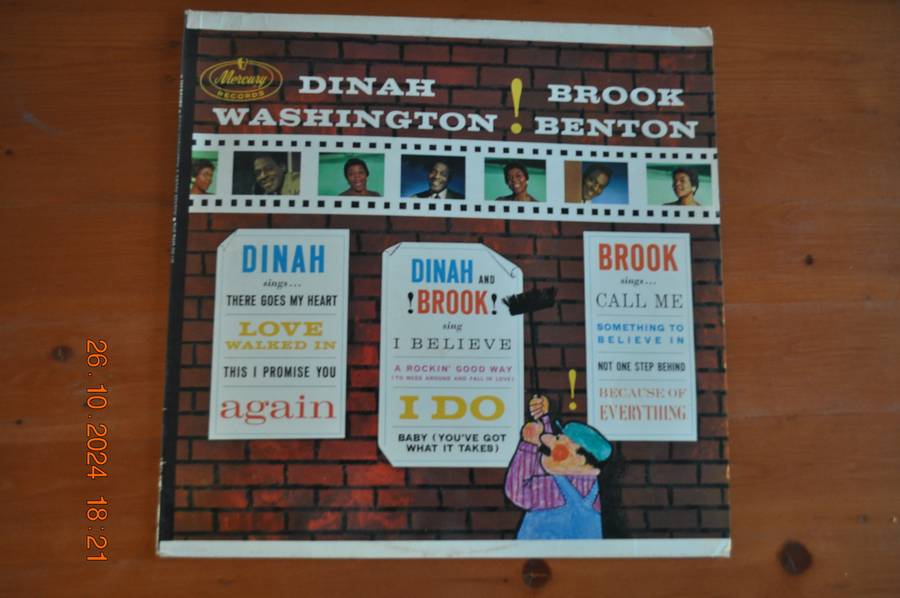 Mercury
RECORDS
DINAH
WASHINGTON
!
BROOK
BENTON
DINAH
sings...
THERE GOES MY HEART
LOVE
WALKED IN
THIS I PROMISE YOU
again
DINAH AND
!BROOK!
sing
I BELIEVE
A ROCKIN' GOOD WAY
(TO MESS AROUND AND FALL IN LOVE)
I DO
BABY (YOU'VE GOT
WHAT IT TAKES)
!
BROOK
sings...
CALL ME
SOMETHING TO
BELIEVE IN
NOT ONE STEP BEHIND
BECAUSE OF
EVERYTHING
26.10.2024 18:21